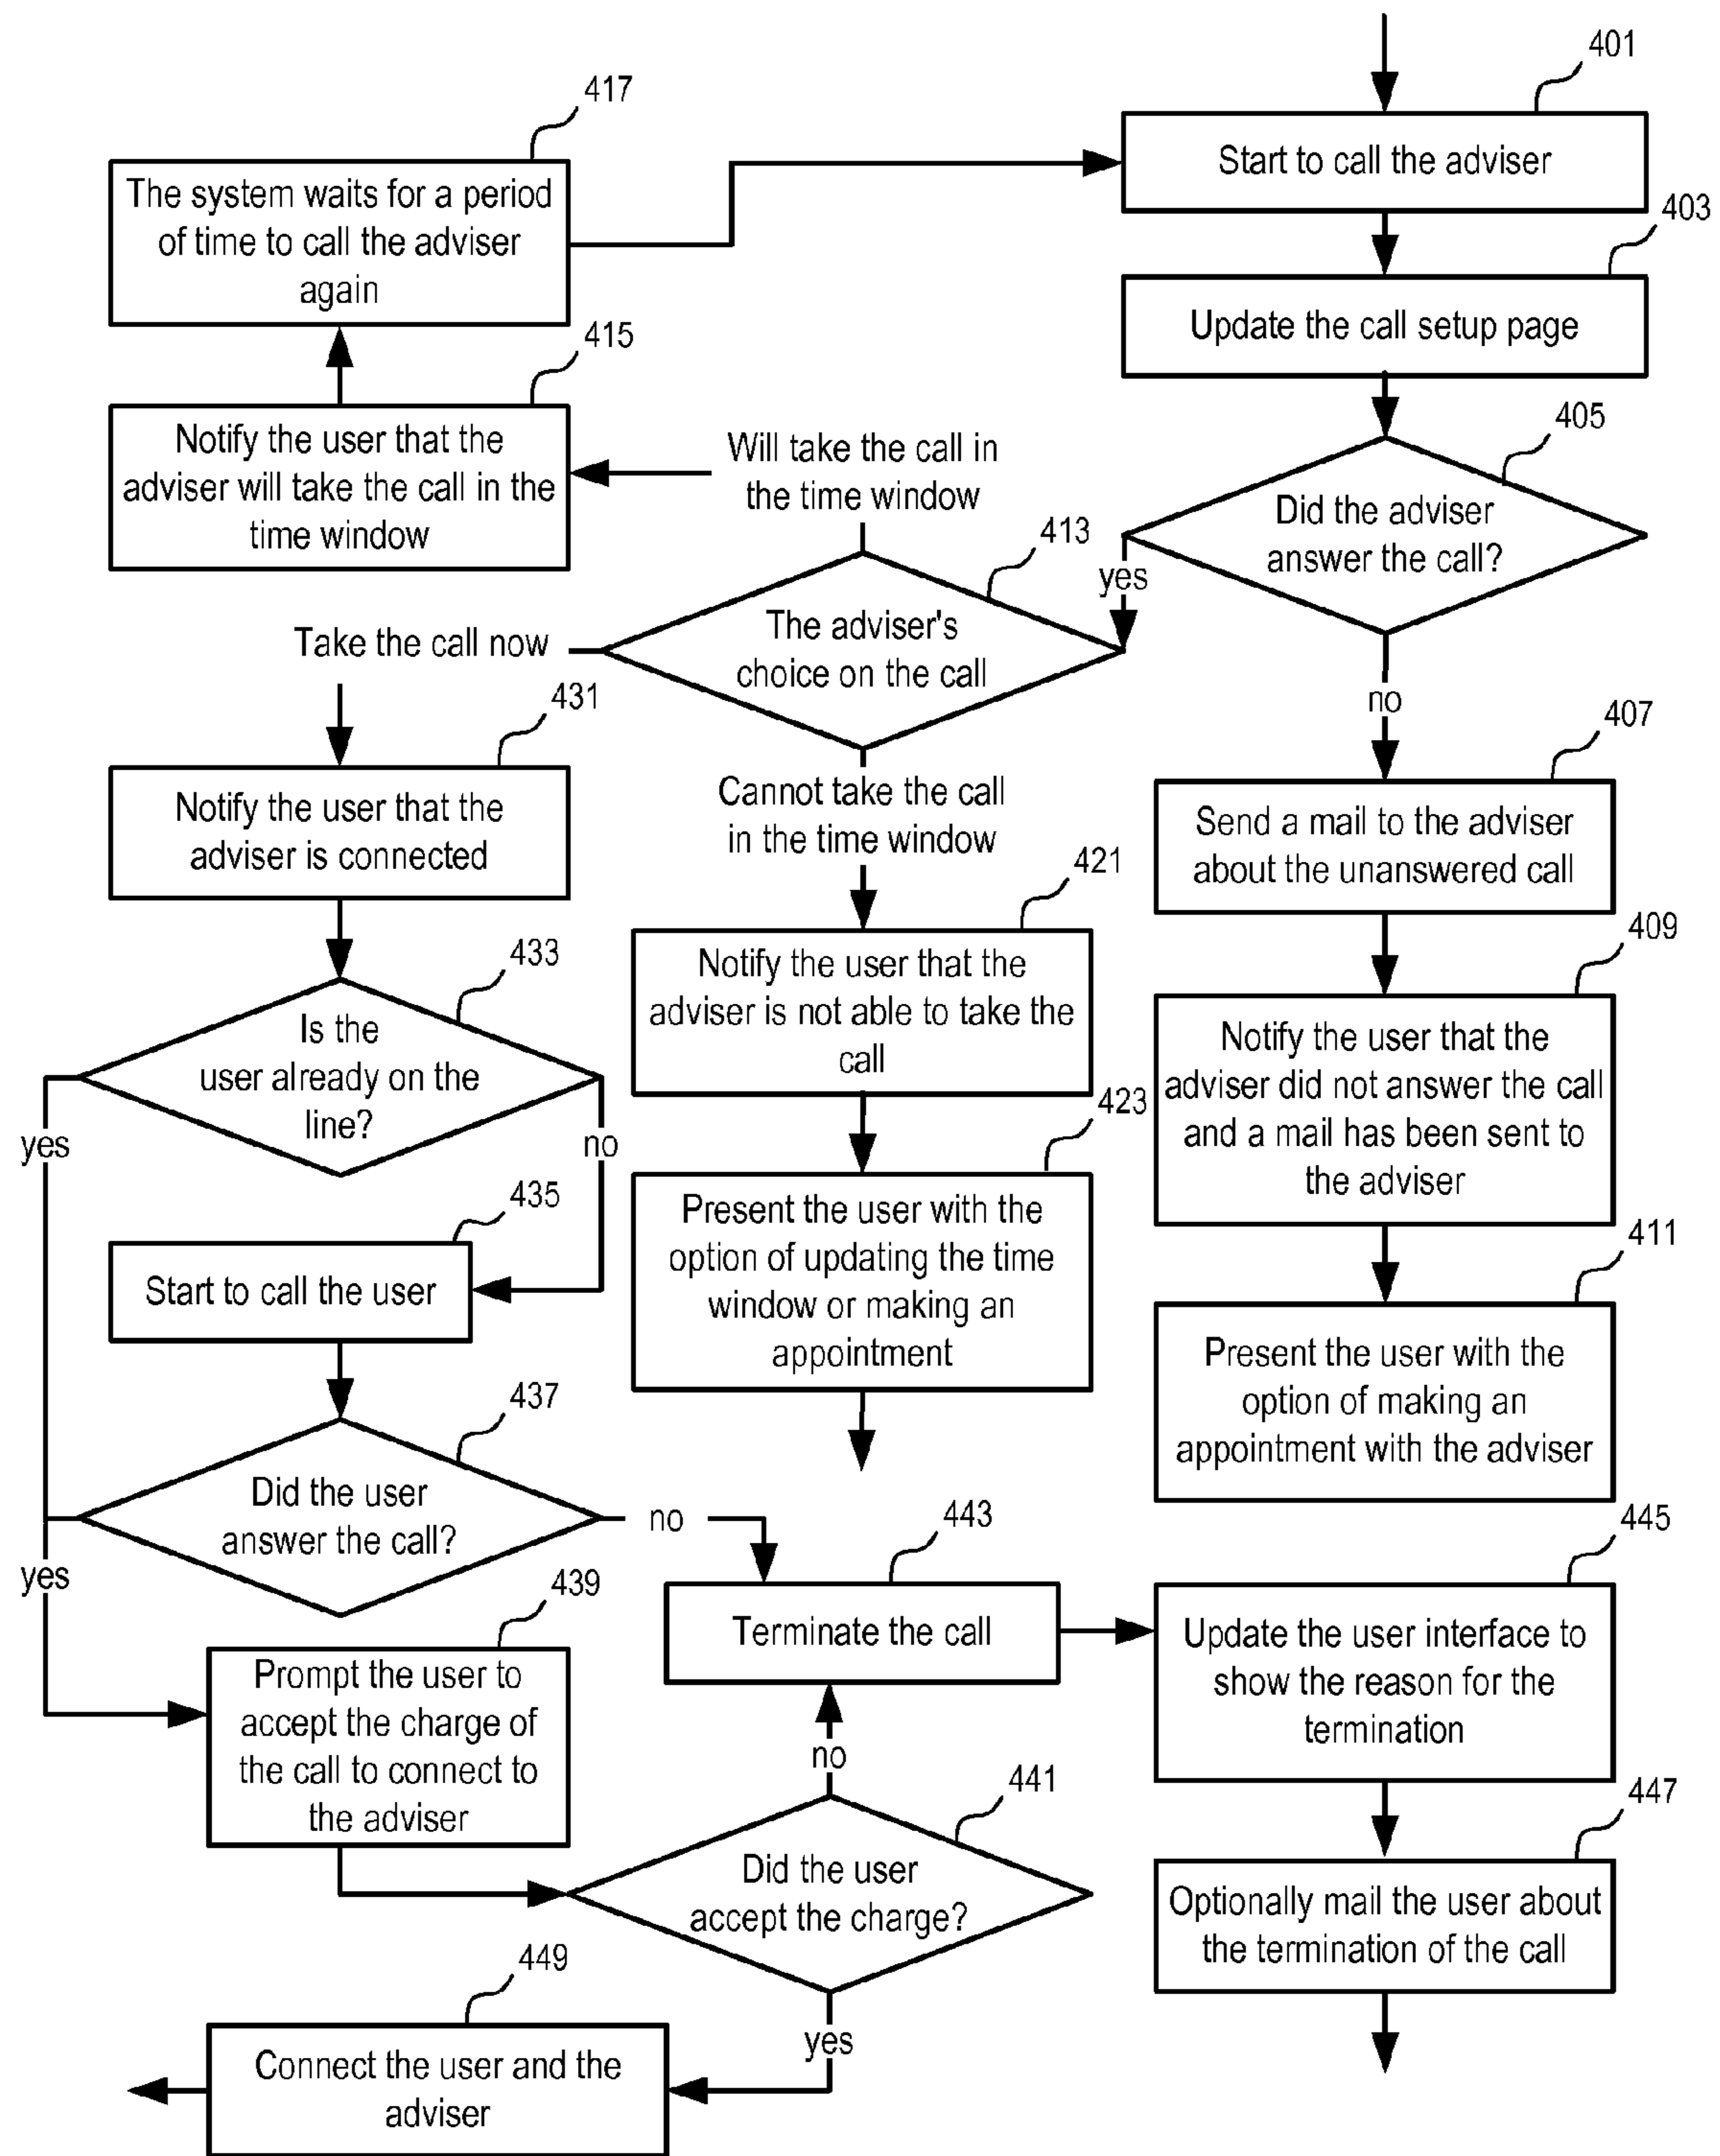 401
Start to call the adviser
403
Update the call setup page
405
Did the adviser
answer the call?
yes
no
407
Send a mail to the adviser
about the unanswered call
409
Notify the user that the
adviser did not answer the call
and a mail has been sent to
the adviser
411
Present the user with the
option of making an
appointment with the adviser
413
The adviser's
choice on the call
Will take the call in
the time window
415
Notify the user that the
adviser will take the call in the
time window
417
The system waits for a period
of time to call the adviser
again
Cannot take the call
in the time window
421
Notify the user that the
adviser is not able to take the
call
423
Present the user with the
option of updating the time
window or making an
appointment
Take the call now
431
Notify the user that the
adviser is connected
433
Is the
user already on the
line?
yes
no
435
Start to call the user
437
Did the user
answer the call?
yes
no
439
Prompt the user to
accept the charge of
the call to connect to
the adviser
441
Did the user
accept the charge?
no
yes
443
Terminate the call
445
Update the user interface to
show the reason for the
termination
447
Optionally mail the user about
the termination of the call
449
Connect the user and the
adviser